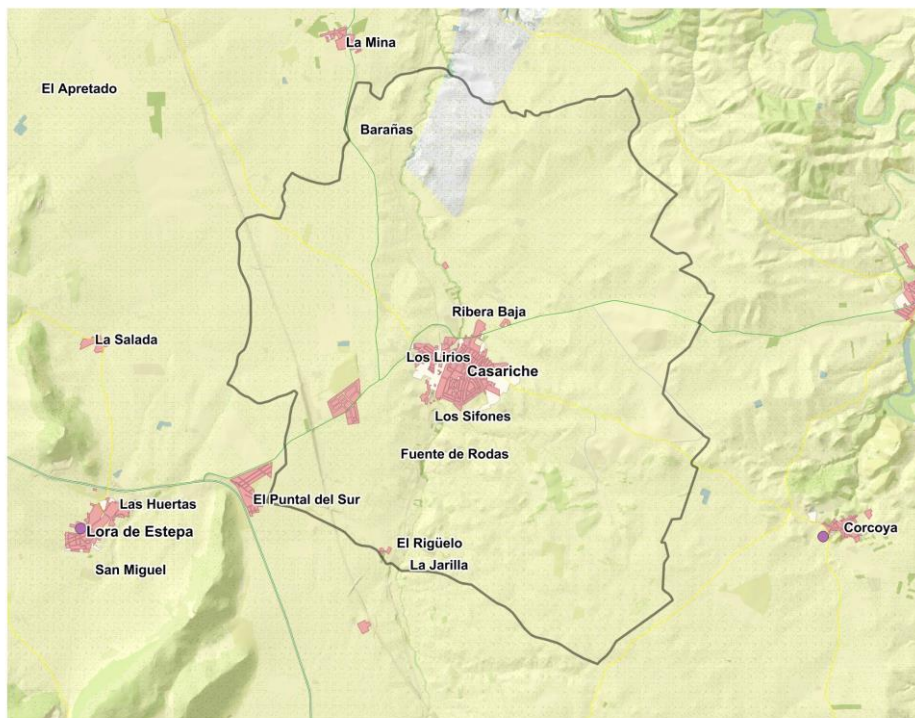 La Mina
El Apretado
Barañas
Ribera Baja
La Salada
Los Lirios
Casariche
Los Sifones
Fuente de Rodas
Las Huertas
El Puntal del Sur
Lora de Estepa
Corcoya
El Rigüelo
La Jarilla
San Miguel